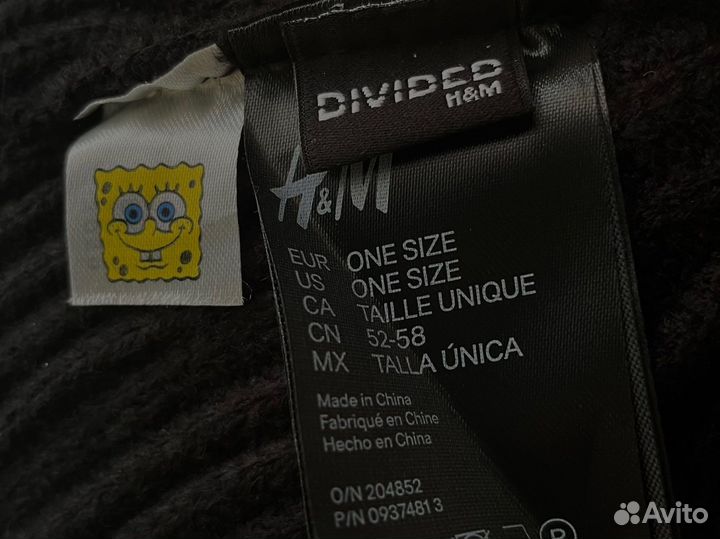 DIVIDED
H&M
H&M
EUR ONE SIZE
US ONE SIZE
CA TAILLE UNIQUE
CN 52-58
MX TALLA ÚNICA
Made in China
Fabriqué en Chine
Hecho en China
O/N 204852
P/N 0937481 3
P
Avito